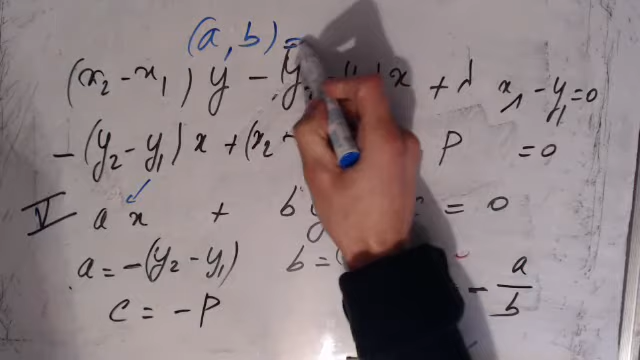 (a, b) =
(x₂ - x₁) y - (y x + λ x₁ - y₁ = 0
- (y₂ - y₁) x + (x₂ P = 0
V a x + b y = 0
a = - (y₂ - y₁) b = ( - a/b
c = - P